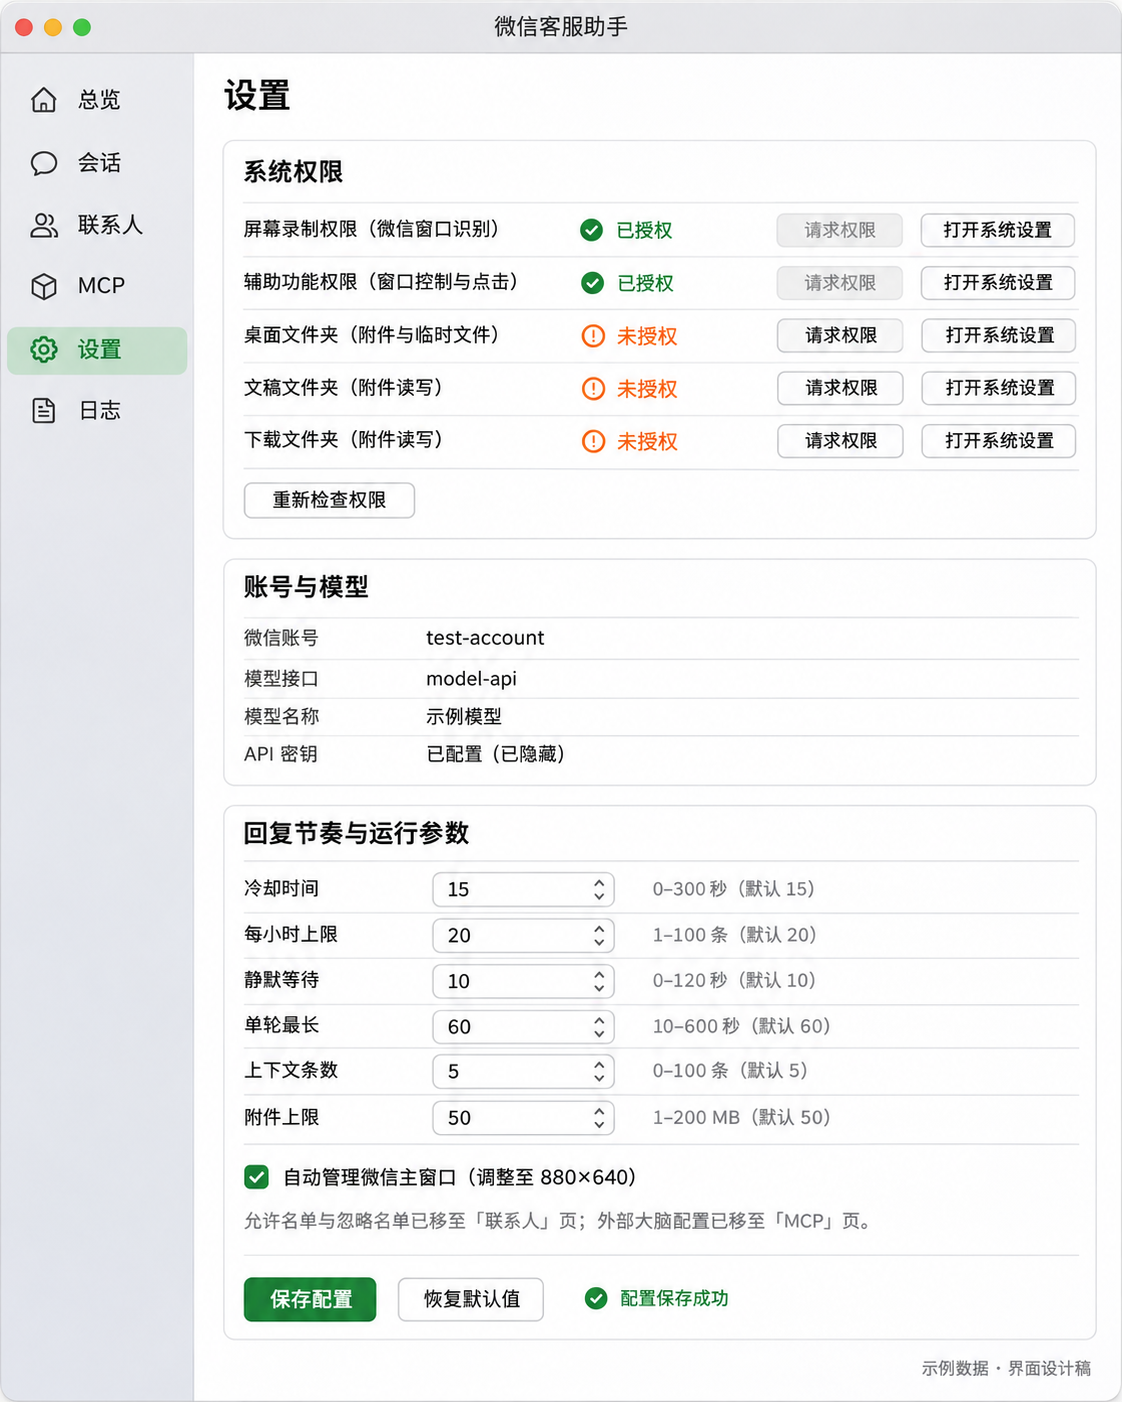 微信客服助手
总览
会话
联系人
MCP
设置
日志
设置
系统权限
屏幕录制权限（微信窗口识别） 已授权 请求权限 打开系统设置
辅助功能权限（窗口控制与点击） 已授权 请求权限 打开系统设置
桌面文件夹（附件与临时文件） 未授权 请求权限 打开系统设置
文稿文件夹（附件读写） 未授权 请求权限 打开系统设置
下载文件夹（附件读写） 未授权 请求权限 打开系统设置
重新检查权限
账号与模型
微信账号 test-account
模型接口 model-api
模型名称 示例模型
API 密钥 已配置（已隐藏）
回复节奏与运行参数
冷却时间 15 0–300 秒（默认 15）
每小时上限 20 1–100 条（默认 20）
静默等待 10 0–120 秒（默认 10）
单轮最长 60 10–600 秒（默认 60）
上下文条数 5 0–100 条（默认 5）
附件上限 50 1–200 MB（默认 50）
自动管理微信主窗口（调整至 880×640）
允许名单与忽略名单已移至「联系人」页；外部大脑配置已移至「MCP」页。
保存配置 恢复默认值 配置保存成功
示例数据 · 界面设计稿